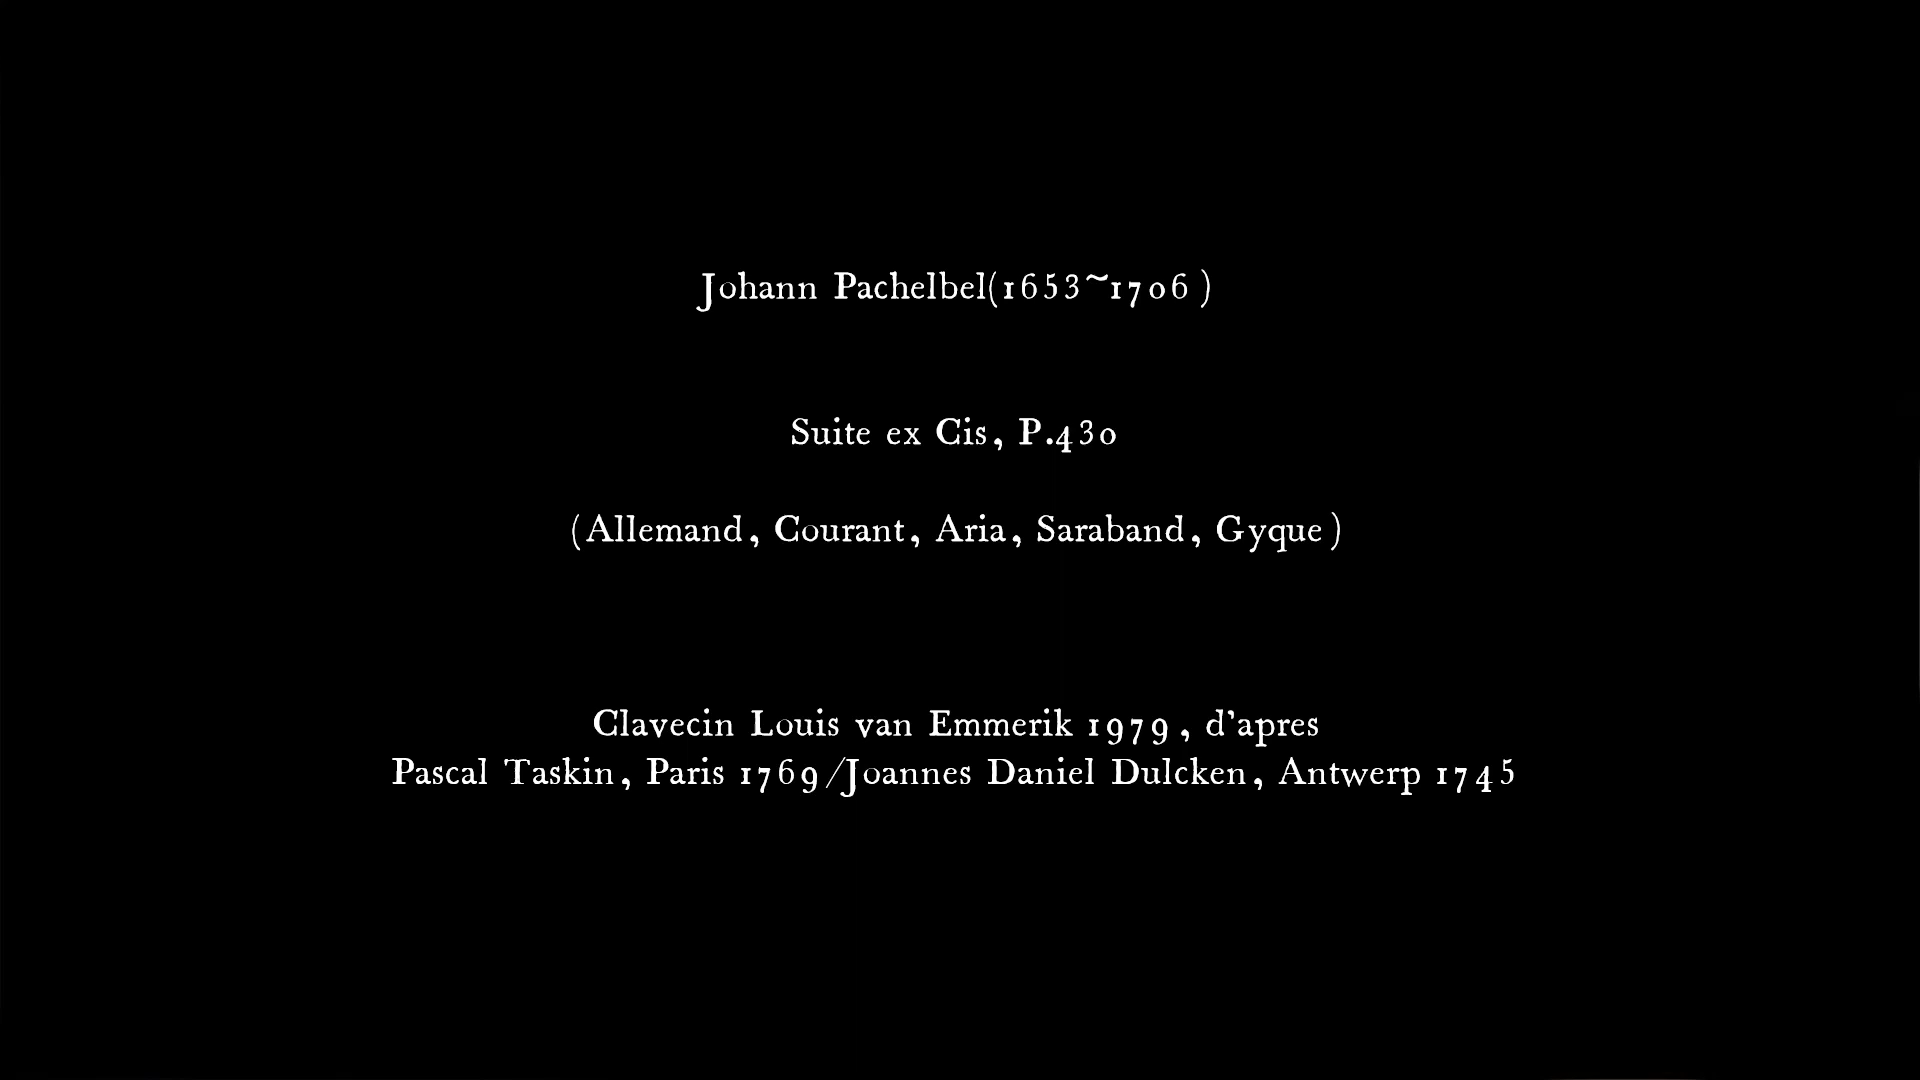 Johann Pachelbel(1653~1706 )
Suite ex Cis, P.430
(Allemand, Courant, Aria, Saraband, Gyque)
Clavecin Louis van Emmerik 1979, d'apres
Pascal Taskin, Paris 1769/Joannes Daniel Dulcken, Antwerp 1745